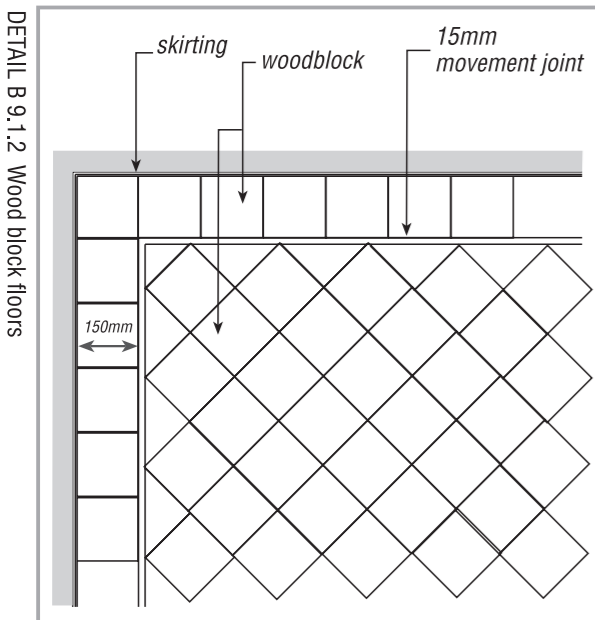 DETAIL B 9.1.2 Wood block floors
skirting
woodblock
15mm
movement joint
150mm